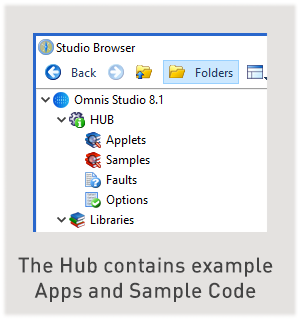 Studio Browser
Back Folders
Omnis Studio 8.1
HUB
Applets
Samples
Faults
Options
Libraries
The Hub contains example
Apps and Sample Code